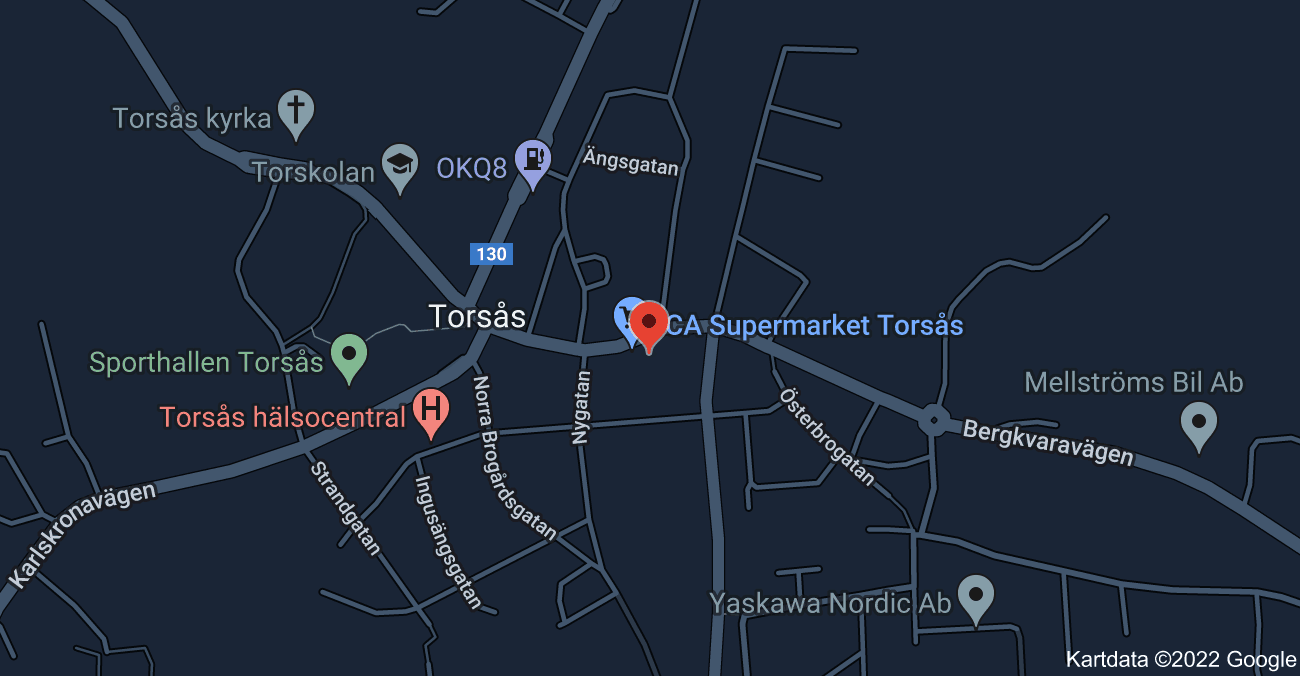 Torsås kyrka
Torskolan
OKQ8
Ängsgatan
130
Torsås
CA Supermarket Torsås
Sporthallen Torsås
Torsås hälsocentral
H
Norra Brogårdsgatan
Nygatan
Österbrogatan
Mellströms Bil Ab
Bergkvaravägen
Karlskronavägen
Strandgatan
Ingusängsgatan
Yaskawa Nordic Ab
Kartdata ©2022 Google